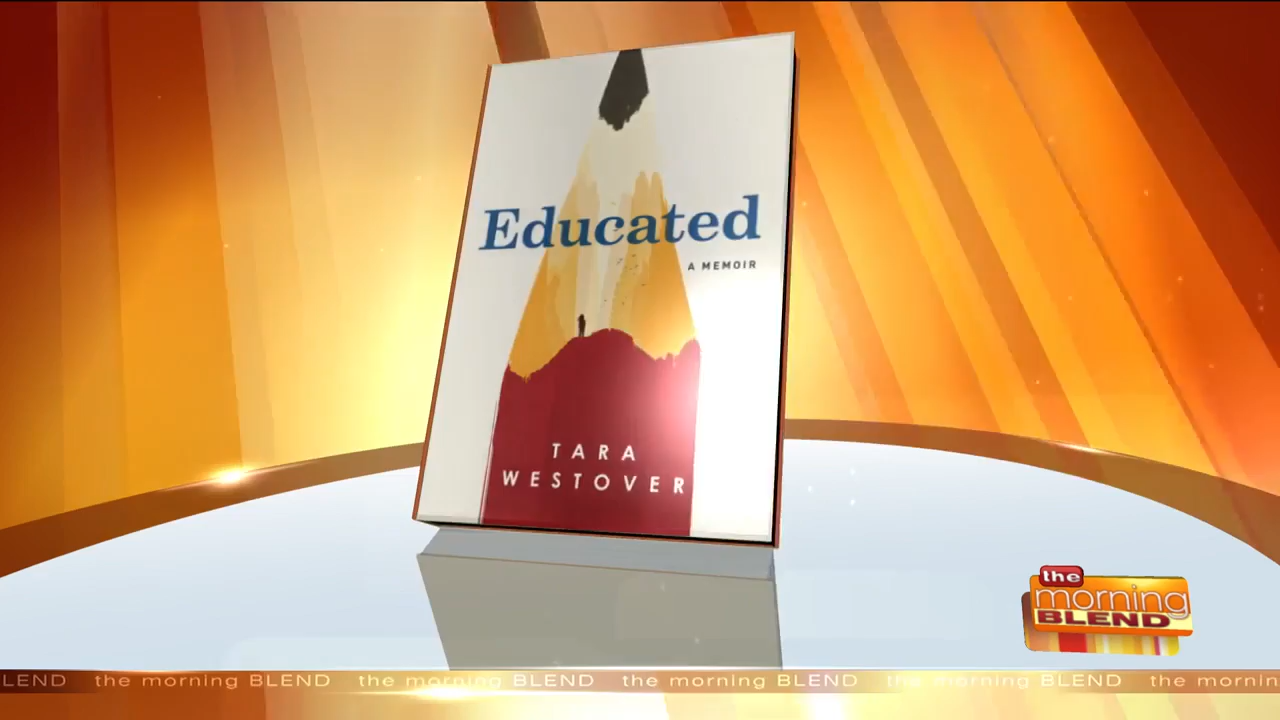 Educated
A MEMOIR
TARA
WESTOVER
the
morning
BLEND
LEND the morning BLEND the morning BLEND the morning BLEND the morning BLEND the mornin